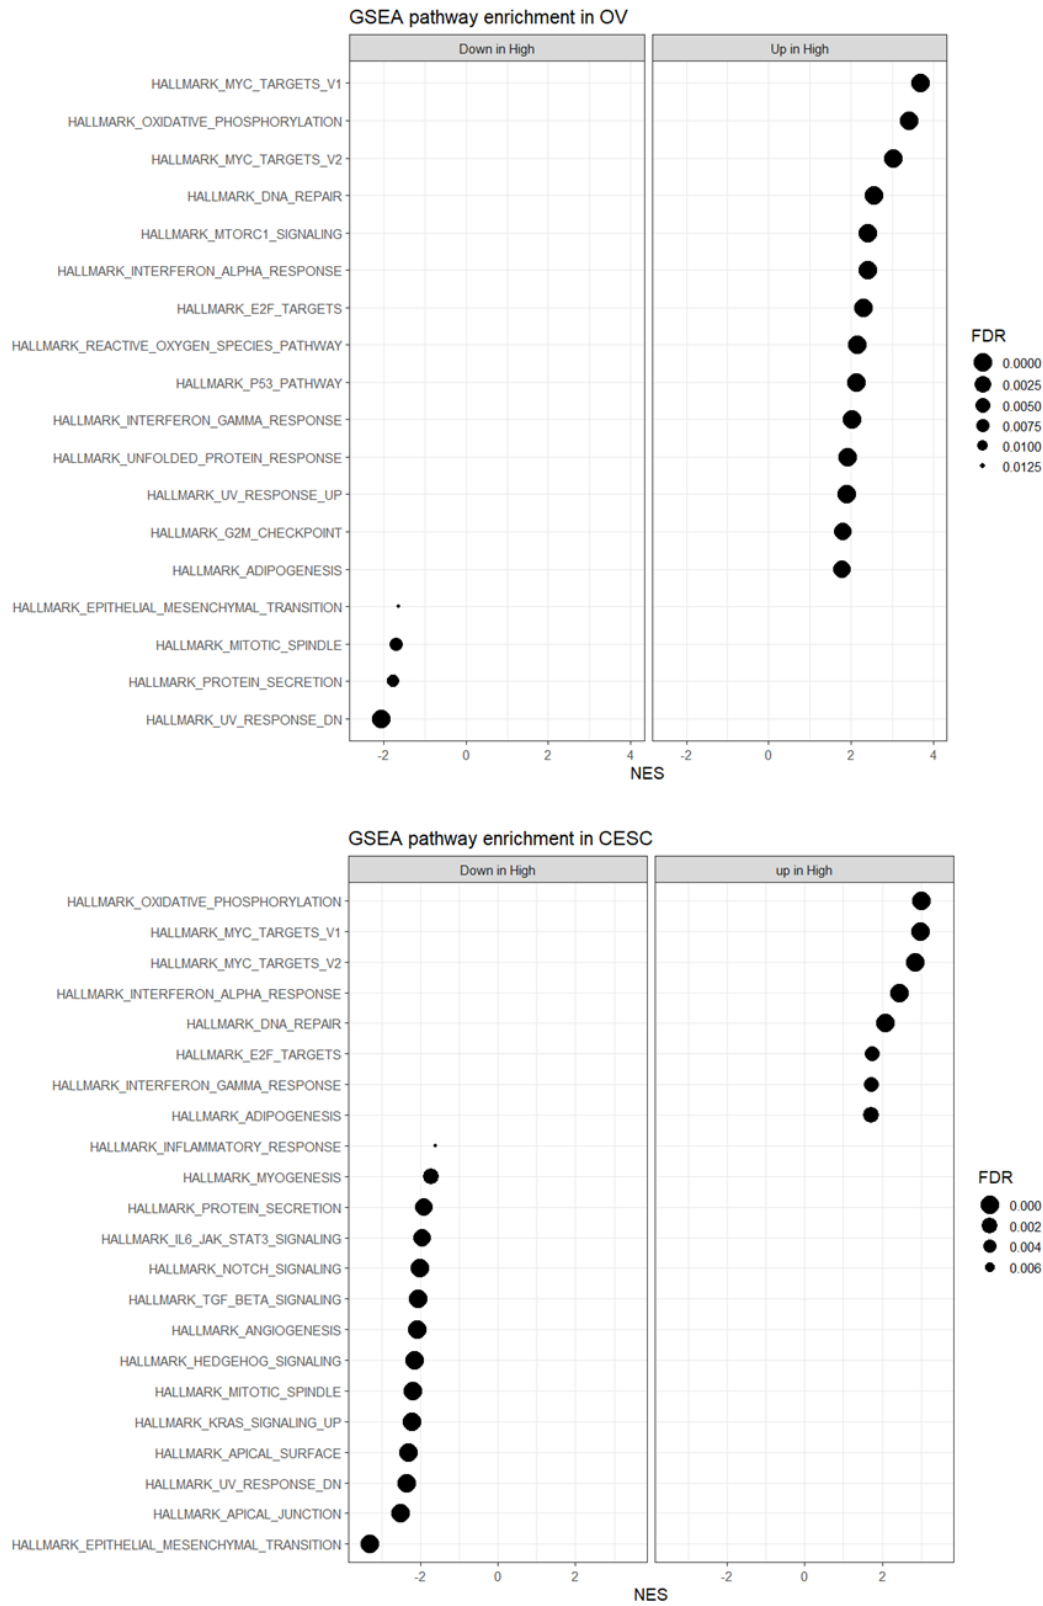 GSEA pathway enrichment in OV
Down in High
Up in High
HALLMARK_MYC_TARGETS_V1
HALLMARK_OXIDATIVE_PHOSPHORYLATION
HALLMARK_MYC_TARGETS_V2
HALLMARK_DNA_REPAIR
HALLMARK_MTORC1_SIGNALING
HALLMARK_INTERFERON_ALPHA_RESPONSE
HALLMARK_E2F_TARGETS
HALLMARK_REACTIVE_OXYGEN_SPECIES_PATHWAY
HALLMARK_P53_PATHWAY
HALLMARK_INTERFERON_GAMMA_RESPONSE
HALLMARK_UNFOLDED_PROTEIN_RESPONSE
HALLMARK_UV_RESPONSE_UP
HALLMARK_G2M_CHECKPOINT
HALLMARK_ADIPOGENESIS
HALLMARK_EPITHELIAL_MESENCHYMAL_TRANSITION
HALLMARK_MITOTIC_SPINDLE
HALLMARK_PROTEIN_SECRETION
HALLMARK_UV_RESPONSE_DN
-2 0 2 4
-2 0 2 4
NES
FDR
0.0000
0.0025
0.0050
0.0075
0.0100
0.0125
GSEA pathway enrichment in CESC
Down in High
up in High
HALLMARK_OXIDATIVE_PHOSPHORYLATION
HALLMARK_MYC_TARGETS_V1
HALLMARK_MYC_TARGETS_V2
HALLMARK_INTERFERON_ALPHA_RESPONSE
HALLMARK_DNA_REPAIR
HALLMARK_E2F_TARGETS
HALLMARK_INTERFERON_GAMMA_RESPONSE
HALLMARK_ADIPOGENESIS
HALLMARK_INFLAMMATORY_RESPONSE
HALLMARK_MYOGENESIS
HALLMARK_PROTEIN_SECRETION
HALLMARK_IL6_JAK_STAT3_SIGNALING
HALLMARK_NOTCH_SIGNALING
HALLMARK_TGF_BETA_SIGNALING
HALLMARK_ANGIOGENESIS
HALLMARK_HEDGEHOG_SIGNALING
HALLMARK_MITOTIC_SPINDLE
HALLMARK_KRAS_SIGNALING_UP
HALLMARK_APICAL_SURFACE
HALLMARK_UV_RESPONSE_DN
HALLMARK_APICAL_JUNCTION
HALLMARK_EPITHELIAL_MESENCHYMAL_TRANSITION
-2 0 2
-2 0 2
NES
FDR
0.000
0.002
0.004
0.006